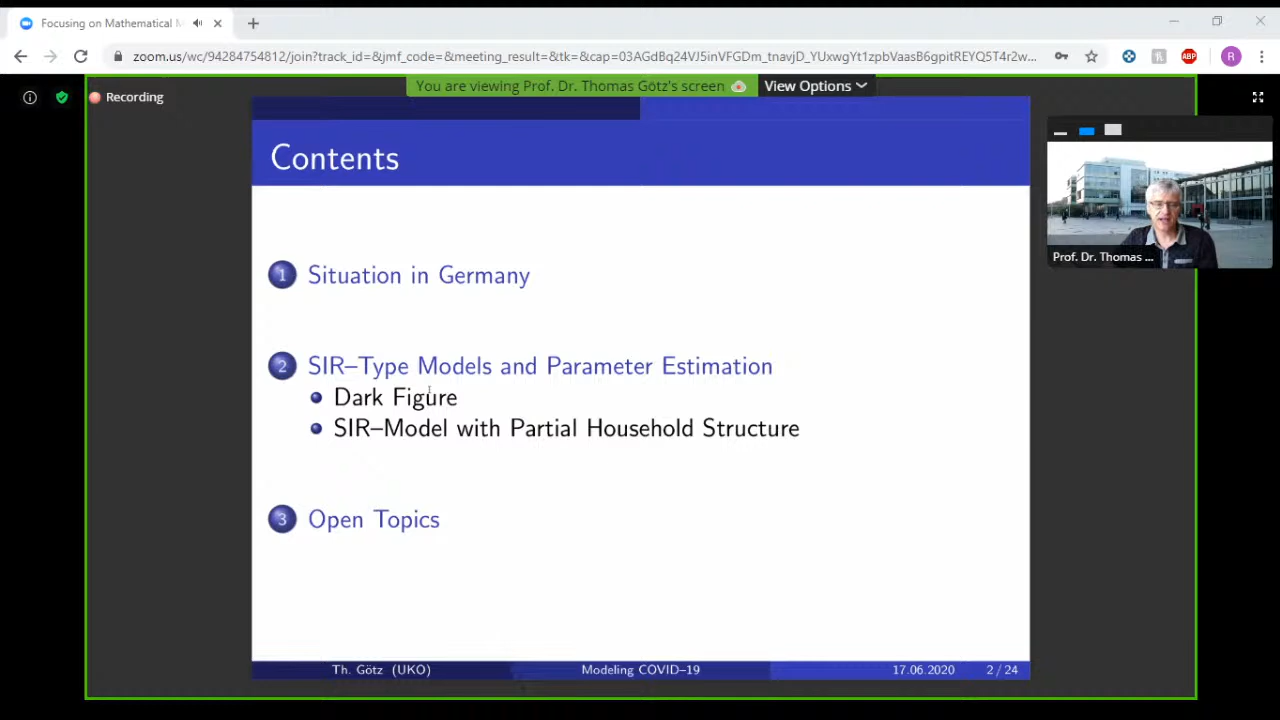 Focusing on Mathematical M
zoom.us/wc/94284754812/join?track_id=&jmf_code=&meeting_result=&tk=&cap=03AGdBq24VJ5inVFGDm_tnavjD_YUxwgYt1zpbVaasB6gpitREYQ5T4r2w...
ABP
R
You are viewing Prof. Dr. Thomas Götz's screen
View Options
Recording
Contents
Prof. Dr. Thomas ...
1 Situation in Germany
2 SIR–Type Models and Parameter Estimation
Dark Figure
SIR–Model with Partial Household Structure
3 Open Topics
Th. Götz (UKO) Modeling COVID–19 17.06.2020 2 / 24